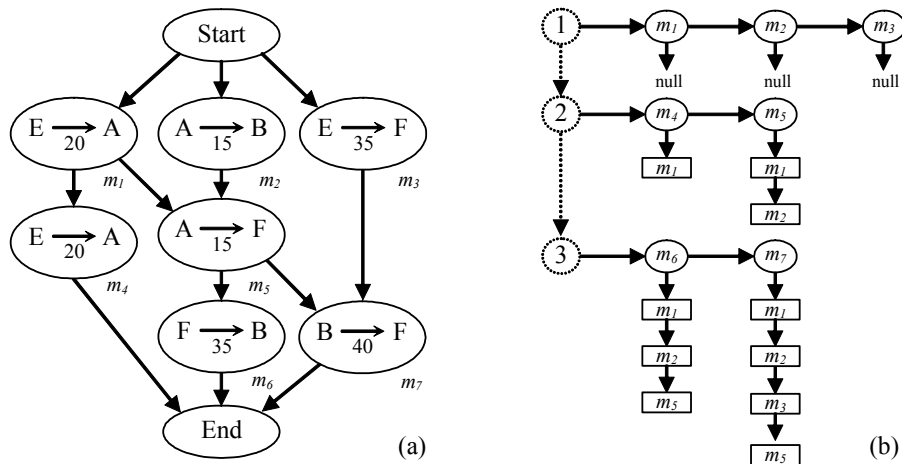 Start
E → A
20
m1
A → B
15
m2
E → F
35
m3
E → A
20
m4
A → F
15
m5
F → B
35
m6
B → F
40
m7
End
(a)
1 m1 m2 m3
null null null
2 m4 m5
m1 m1
m2
3 m6 m7
m1 m1
m2 m2
m5 m3
m5
(b)